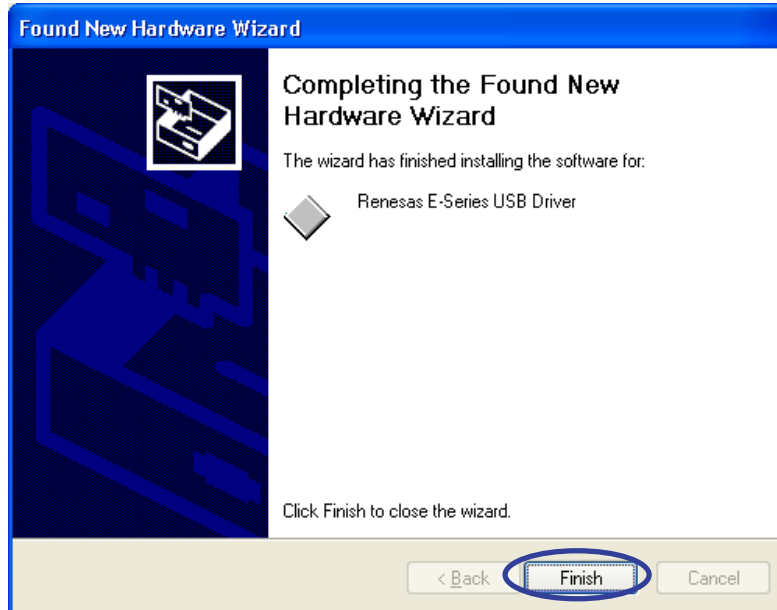 Found New Hardware Wizard
Completing the Found New
Hardware Wizard
The wizard has finished installing the software for:
Renesas E-Series USB Driver
Click Finish to close the wizard.
< Back Finish Cancel